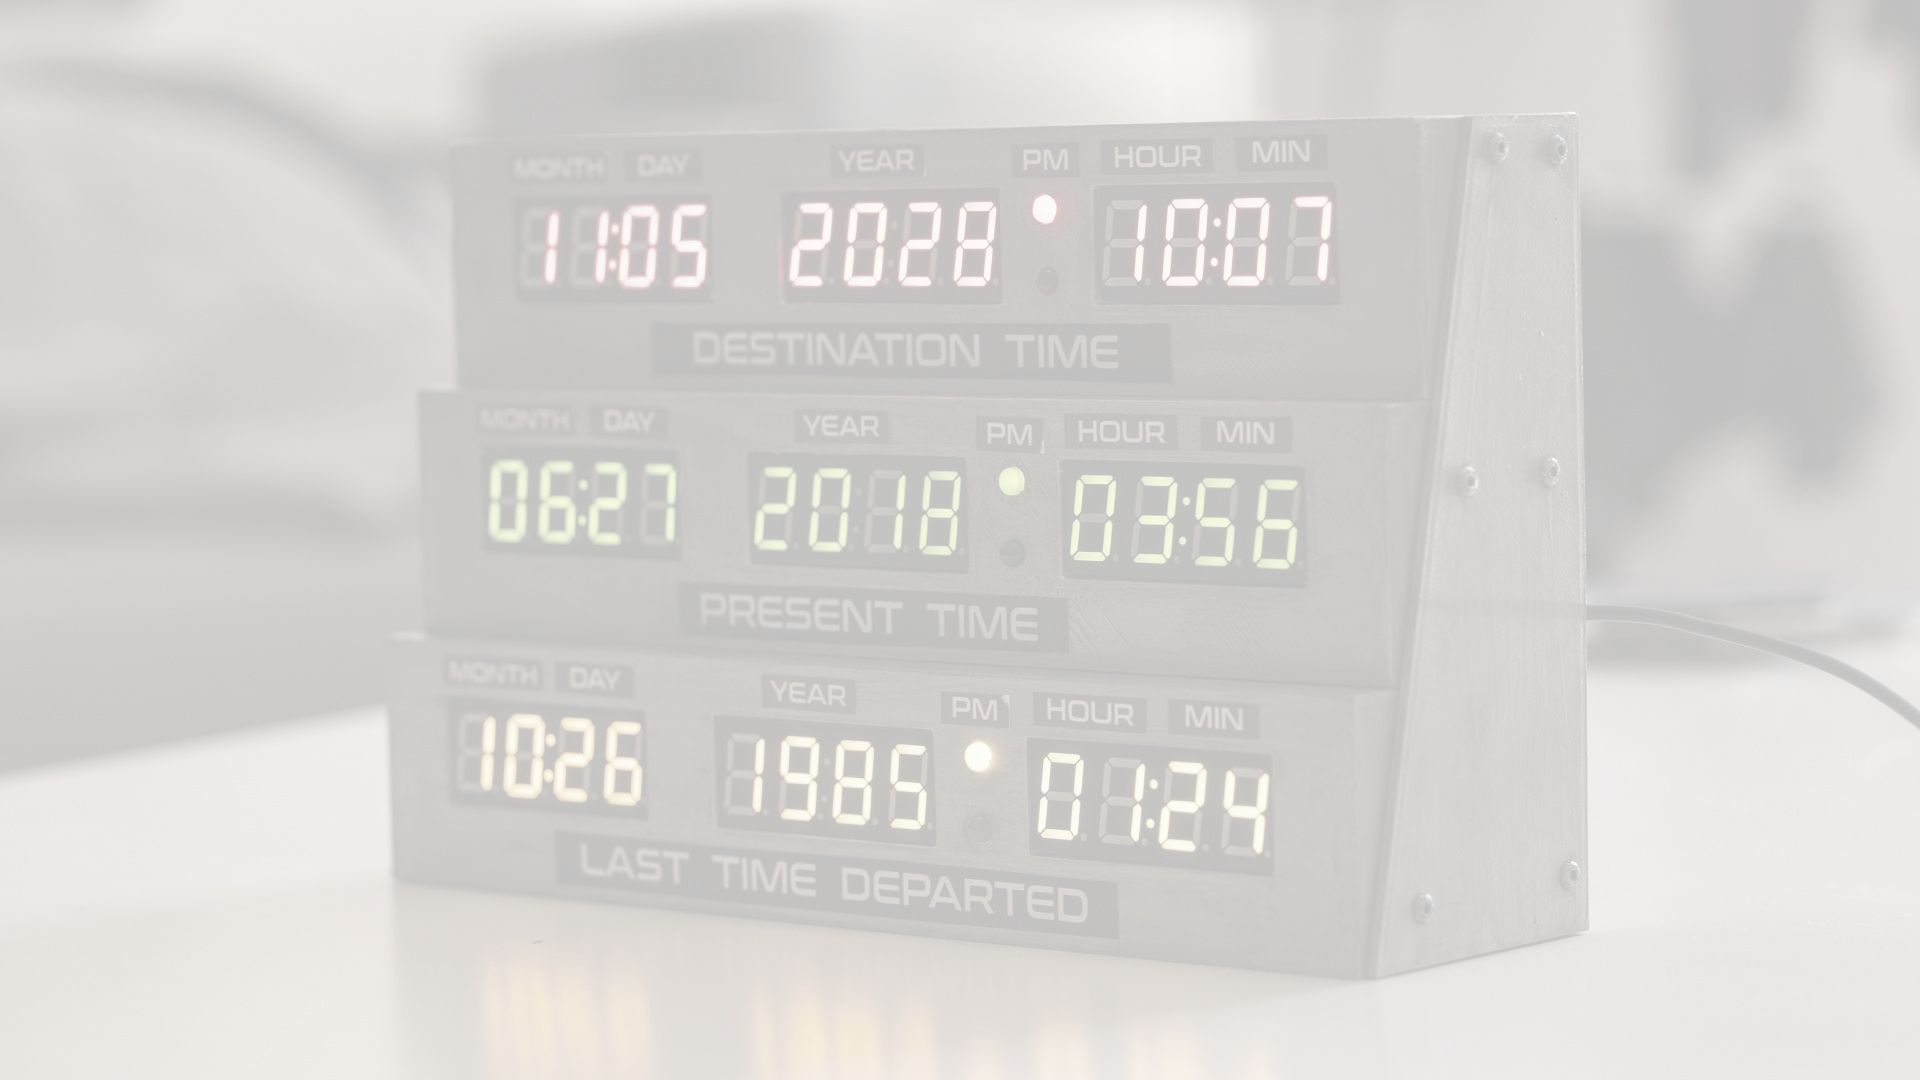 MONTH DAY YEAR PM HOUR MIN
11:05 2028 10:07
DESTINATION TIME
MONTH DAY YEAR PM HOUR MIN
06:27 2018 03:56
PRESENT TIME
MONTH DAY YEAR PM HOUR MIN
10:26 1985 01:24
LAST TIME DEPARTED